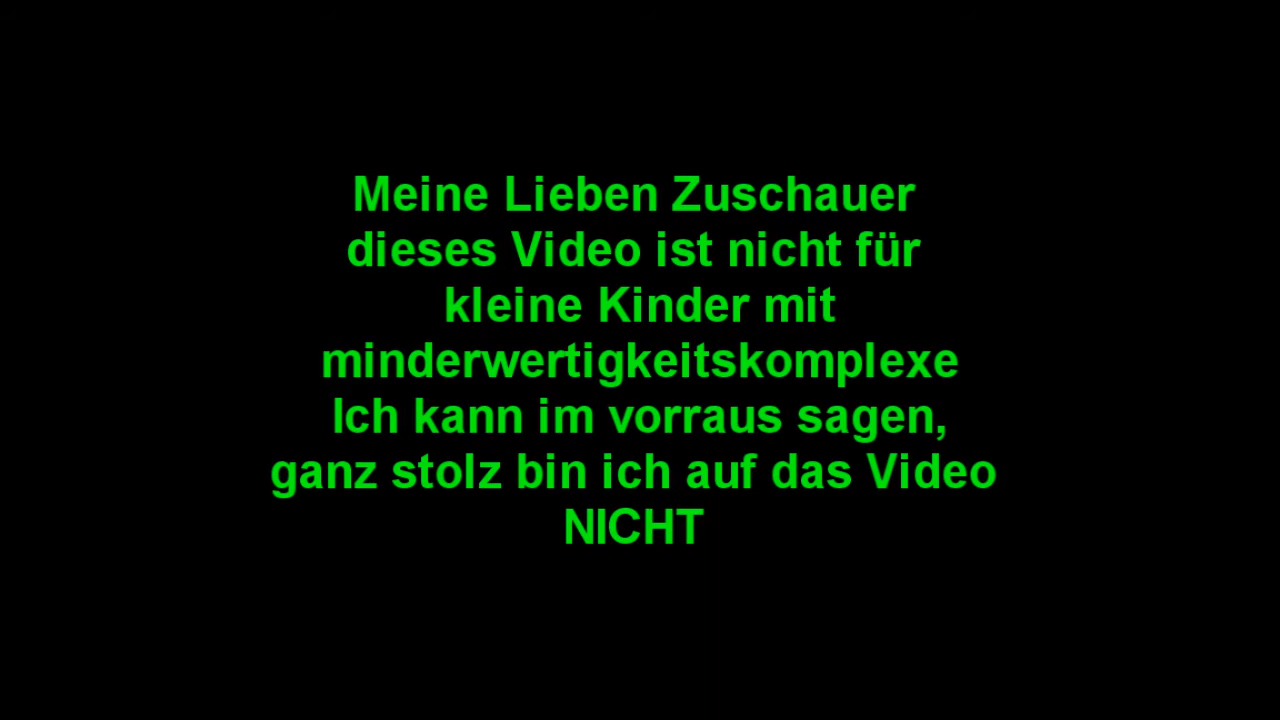 Meine Lieben Zuschauer
dieses Video ist nicht für
kleine Kinder mit
minderwertigkeitskomplexe
Ich kann im vorraus sagen,
ganz stolz bin ich auf das Video
NICHT